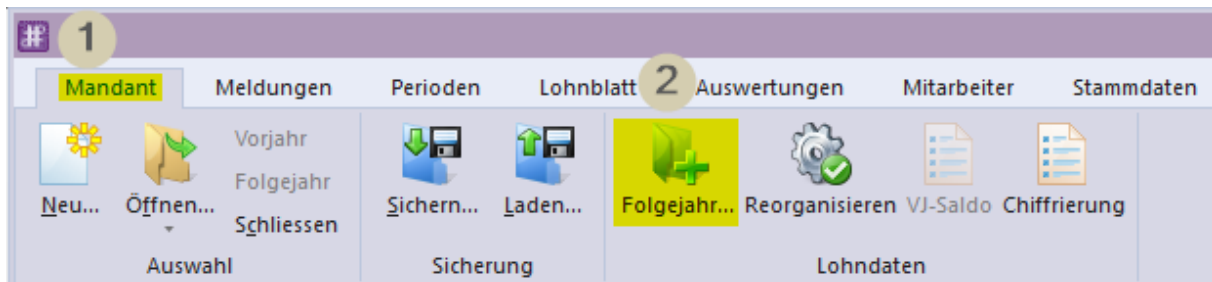 1
Mandant Meldungen Perioden Lohnblatt 2 Auswertungen Mitarbeiter Stammdaten
Neu... Öffnen... Vorjahr
Folgejahr
Schliessen
Sichern... Laden...
Folgejahr... Reorganisieren VJ-Saldo Chiffrierung
Auswahl Sicherung Lohndaten